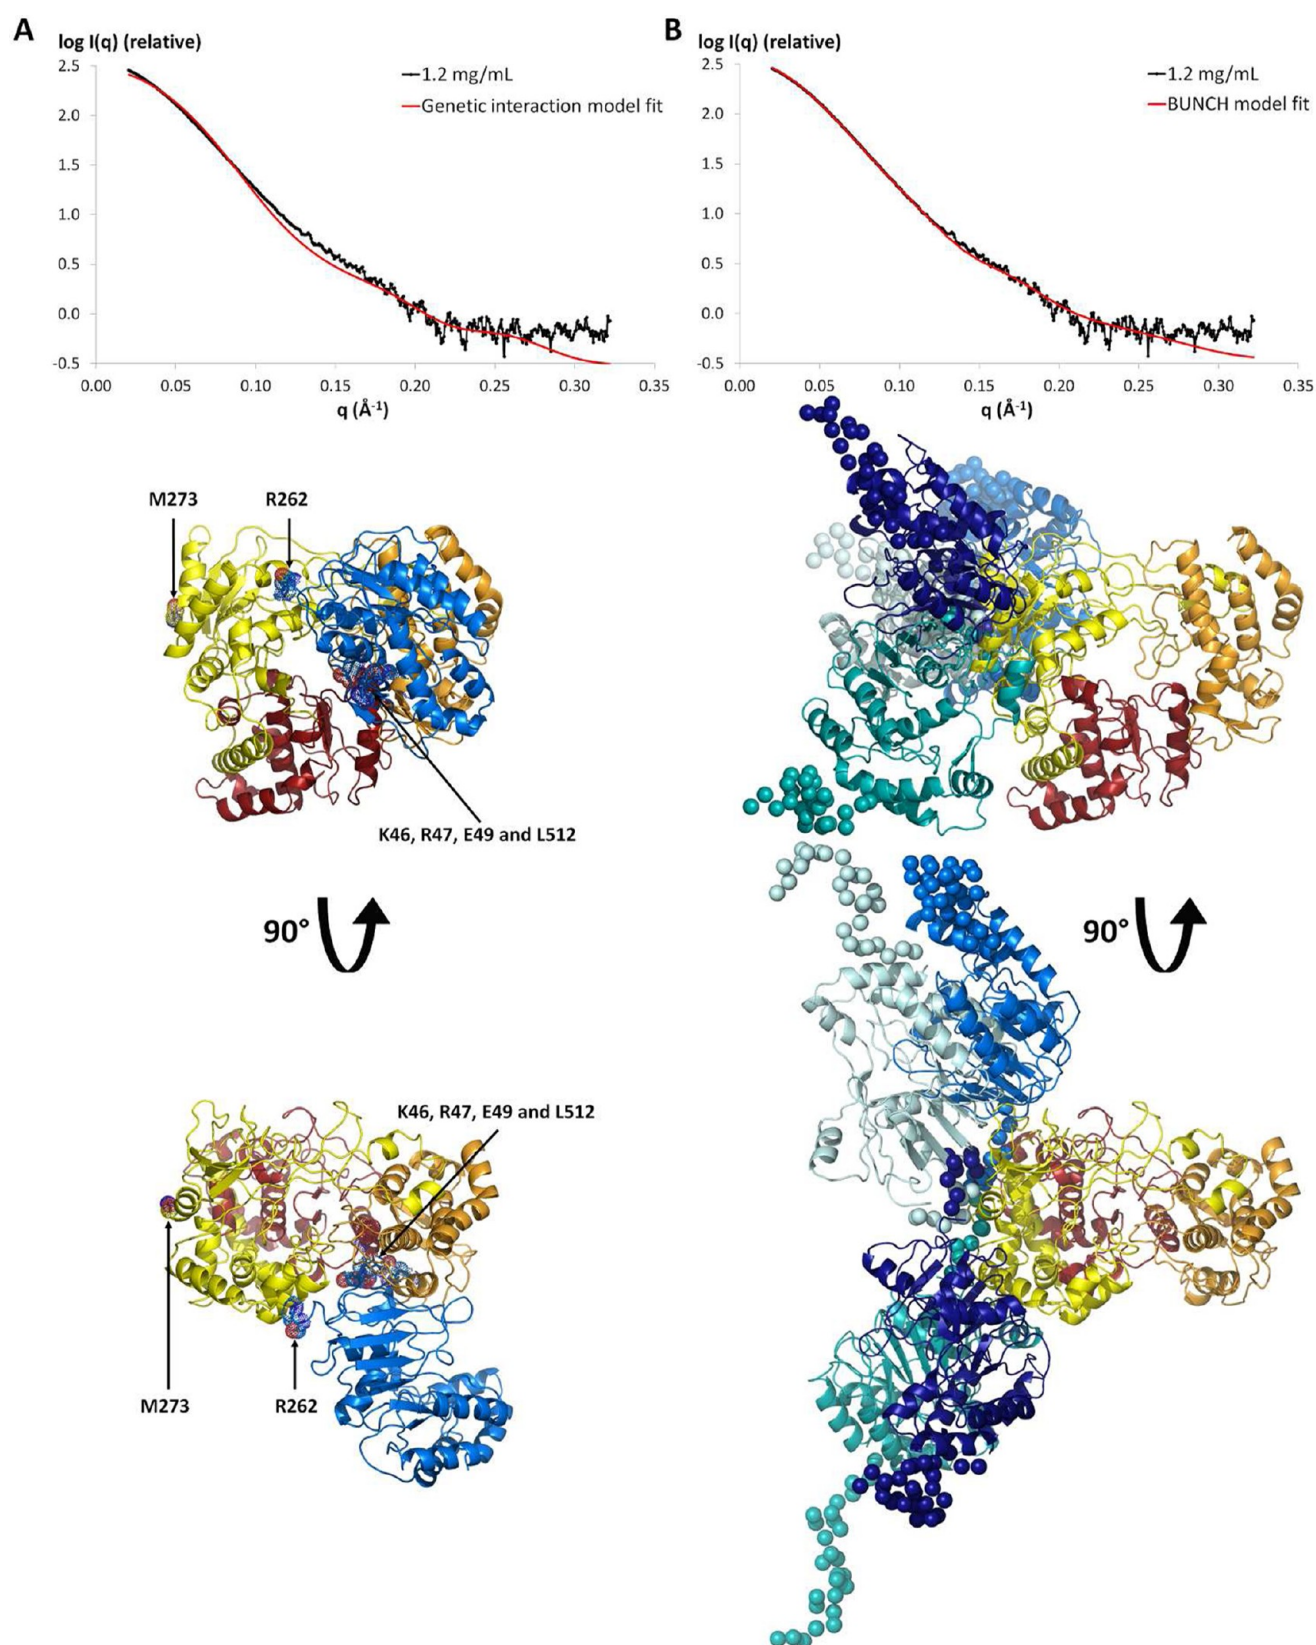 A
log I(q) (relative)
2.5
2.0
1.5
1.0
0.5
0.0
-0.5
0.00 0.05 0.10 0.15 0.20 0.25 0.30 0.35
q (Å⁻¹)
1.2 mg/mL
Genetic interaction model fit
B
log I(q) (relative)
2.5
2.0
1.5
1.0
0.5
0.0
-0.5
0.00 0.05 0.10 0.15 0.20 0.25 0.30 0.35
q (Å⁻¹)
1.2 mg/mL
BUNCH model fit
M273 R262
K46, R47, E49 and L512
90°
90°
K46, R47, E49 and L512
M273 R262